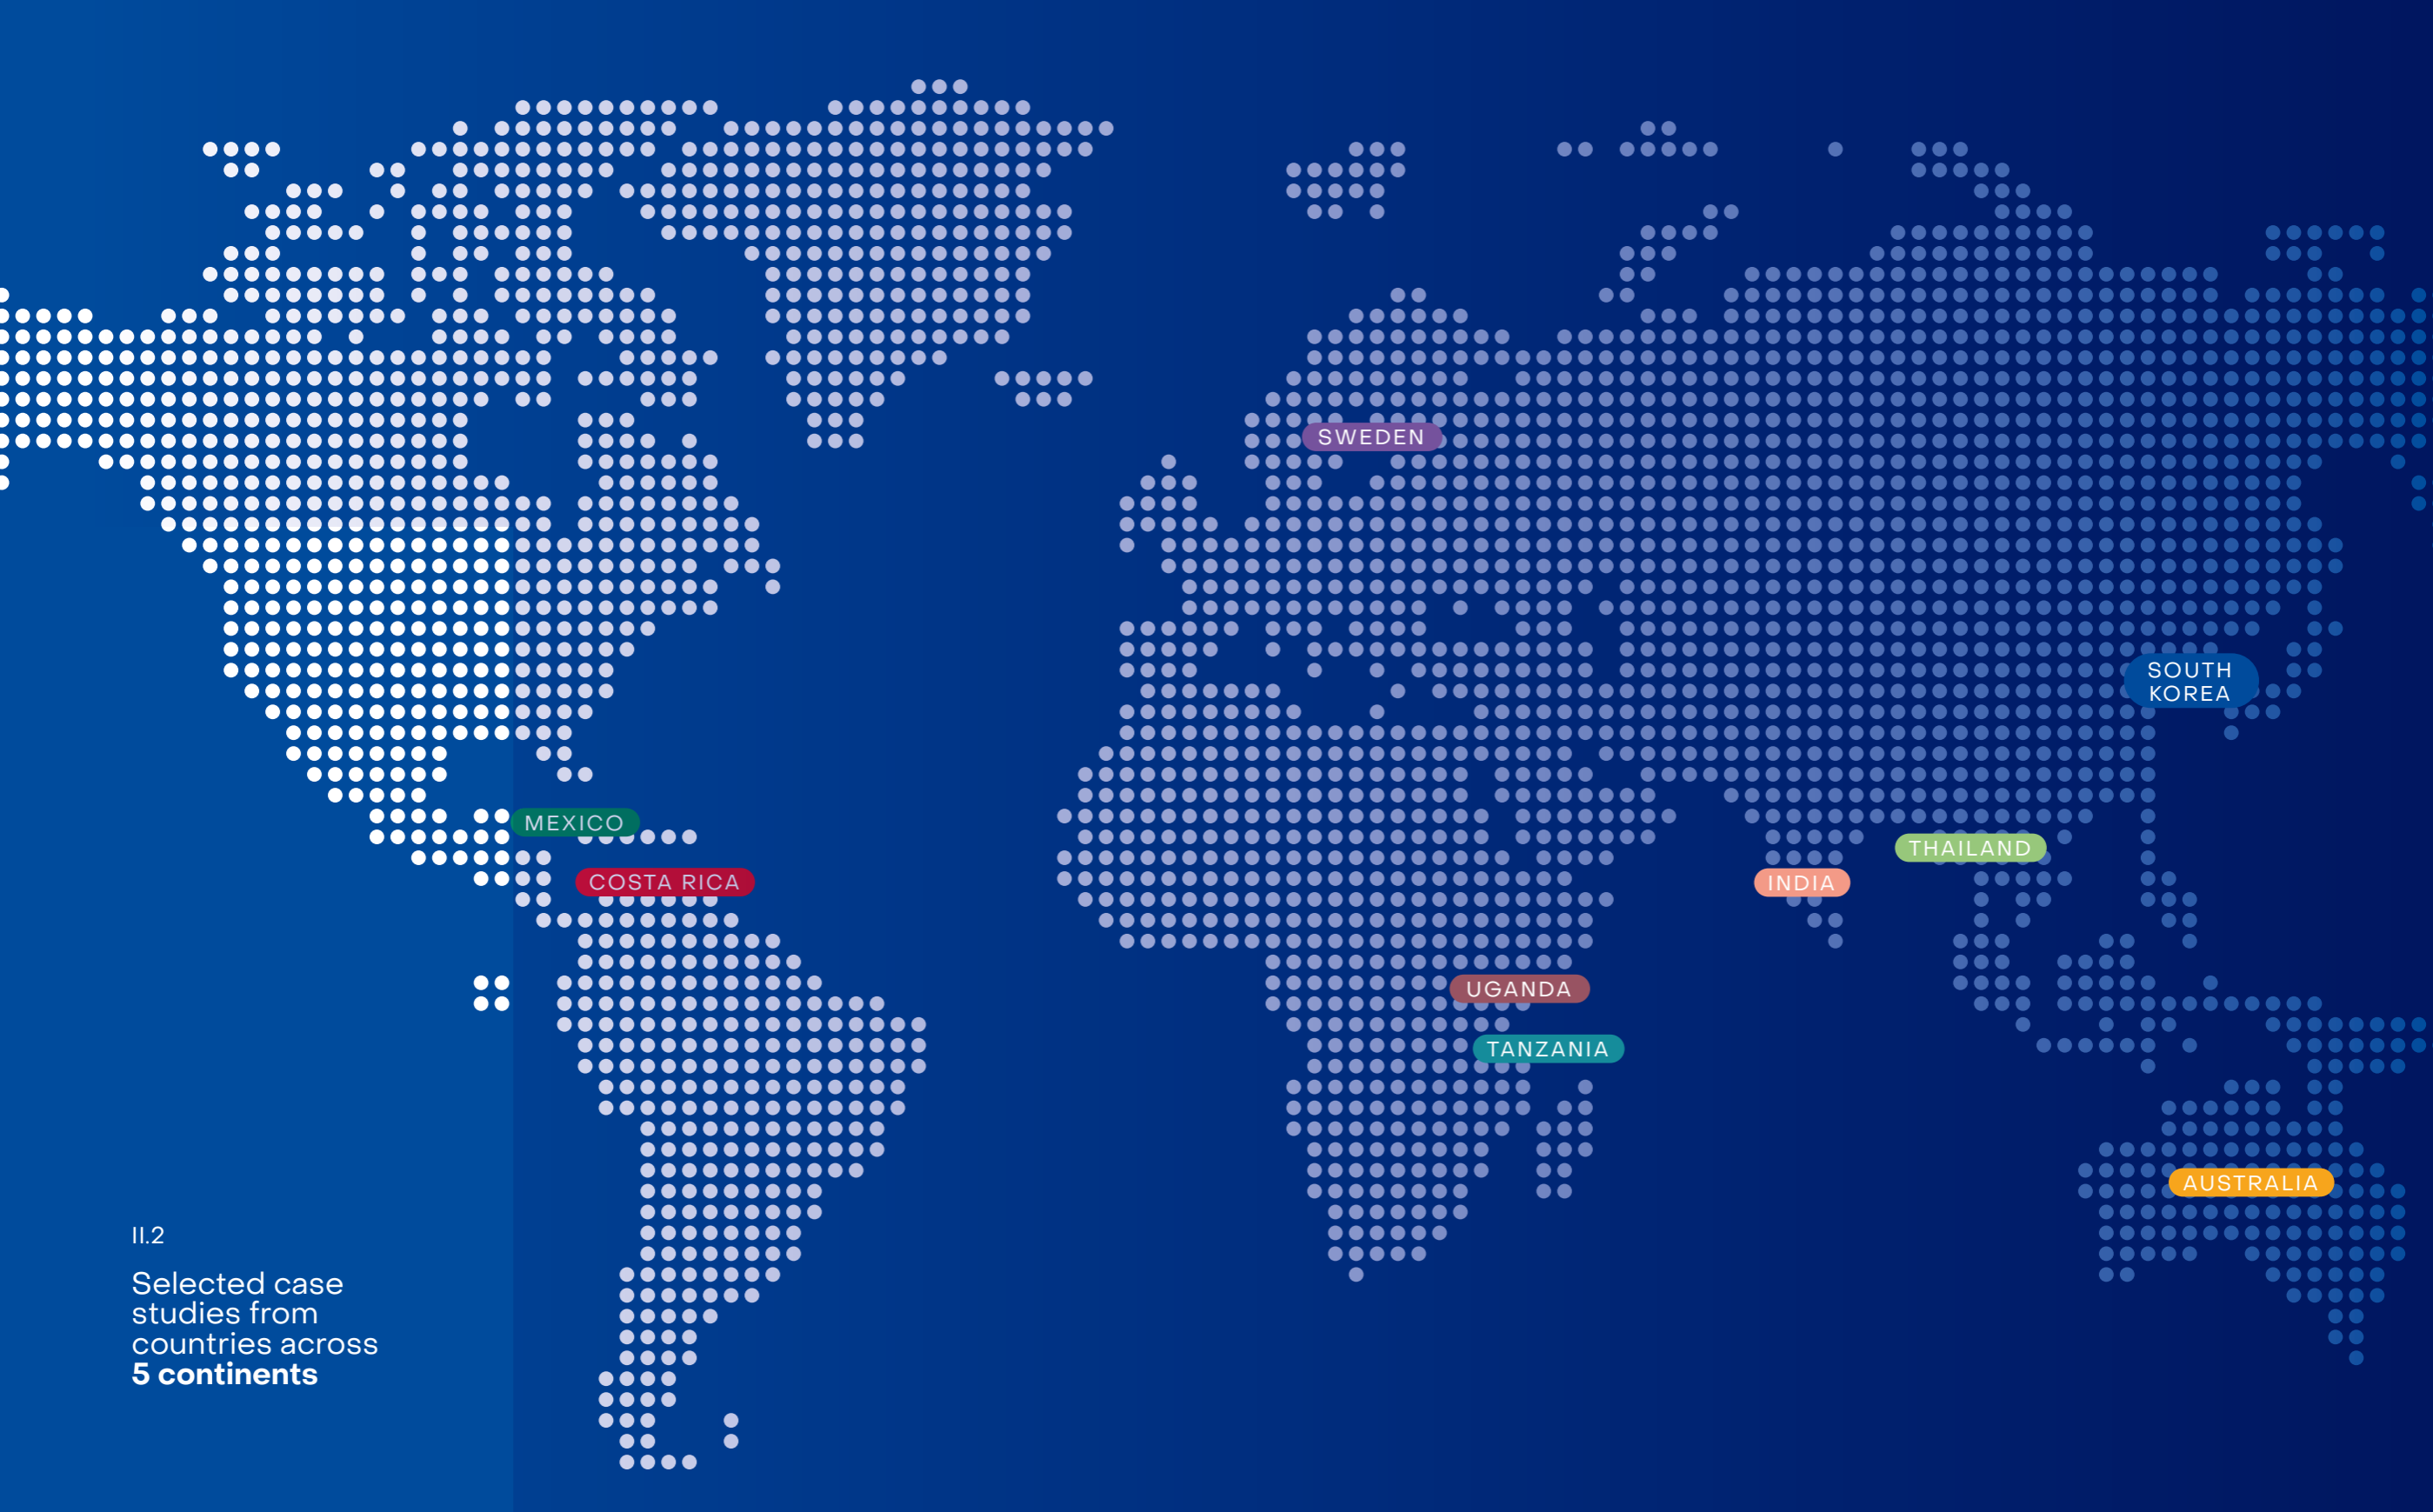 SWEDEN
SOUTH
KOREA
MEXICO
THAILAND
COSTA RICA
INDIA
UGANDA
TANZANIA
AUSTRALIA
II.2
Selected case
studies from
countries across
5 continents